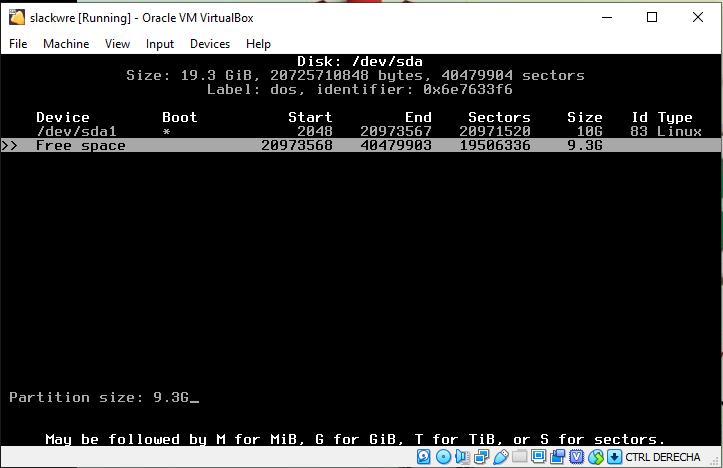 slackwre [Running] - Oracle VM VirtualBox
File Machine View Input Devices Help
Disk: /dev/sda
Size: 19.3 GiB, 20725710848 bytes, 40479904 sectors
Label: dos, identifier: 0x6e7633f6
Device Boot Start End Sectors Size Id Type
/dev/sda1 * 2048 20973567 20971520 10G 83 Linux
>> Free space 20973568 40479903 19506336 9.3G
Partition size: 9.3G_
May be followed by M for MiB, G for GiB, T for TiB, or S for sectors.
CTRL DERECHA